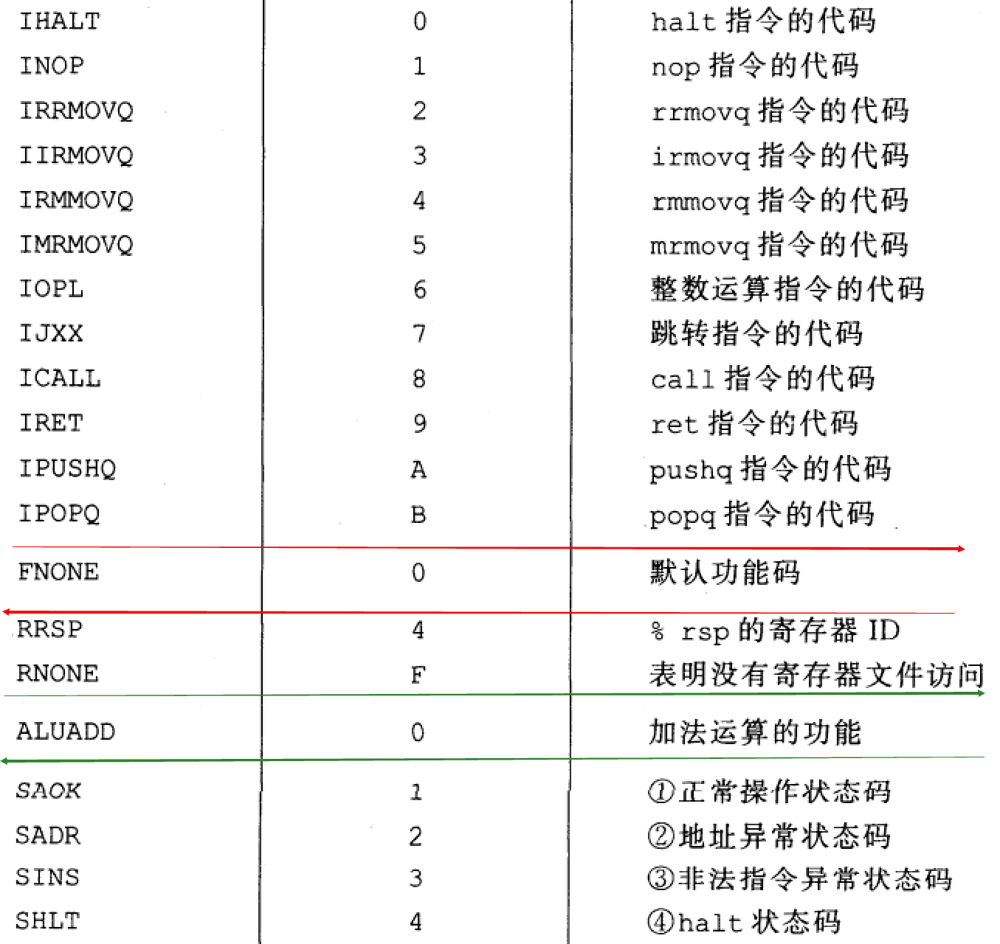 IHALT 0 halt 指令的代码
INOP 1 nop 指令的代码
IRRMOVQ 2 rrmovq 指令的代码
IIRMOVQ 3 irmovq 指令的代码
IRMMOVQ 4 rmmovq 指令的代码
IMRMOVQ 5 mrmovq 指令的代码
IOPL 6 整数运算指令的代码
IJXX 7 跳转指令的代码
ICALL 8 call 指令的代码
IRET 9 ret 指令的代码
IPUSHQ A pushq 指令的代码
IPOPQ B popq 指令的代码
FNONE 0 默认功能码
RRSP 4 % rsp 的寄存器 ID
RNONE F 表明没有寄存器文件访问
ALUADD 0 加法运算的功能
SAOK 1 ①正常操作状态码
SADR 2 ②地址异常状态码
SINS 3 ③非法指令异常状态码
SHLT 4 ④halt 状态码